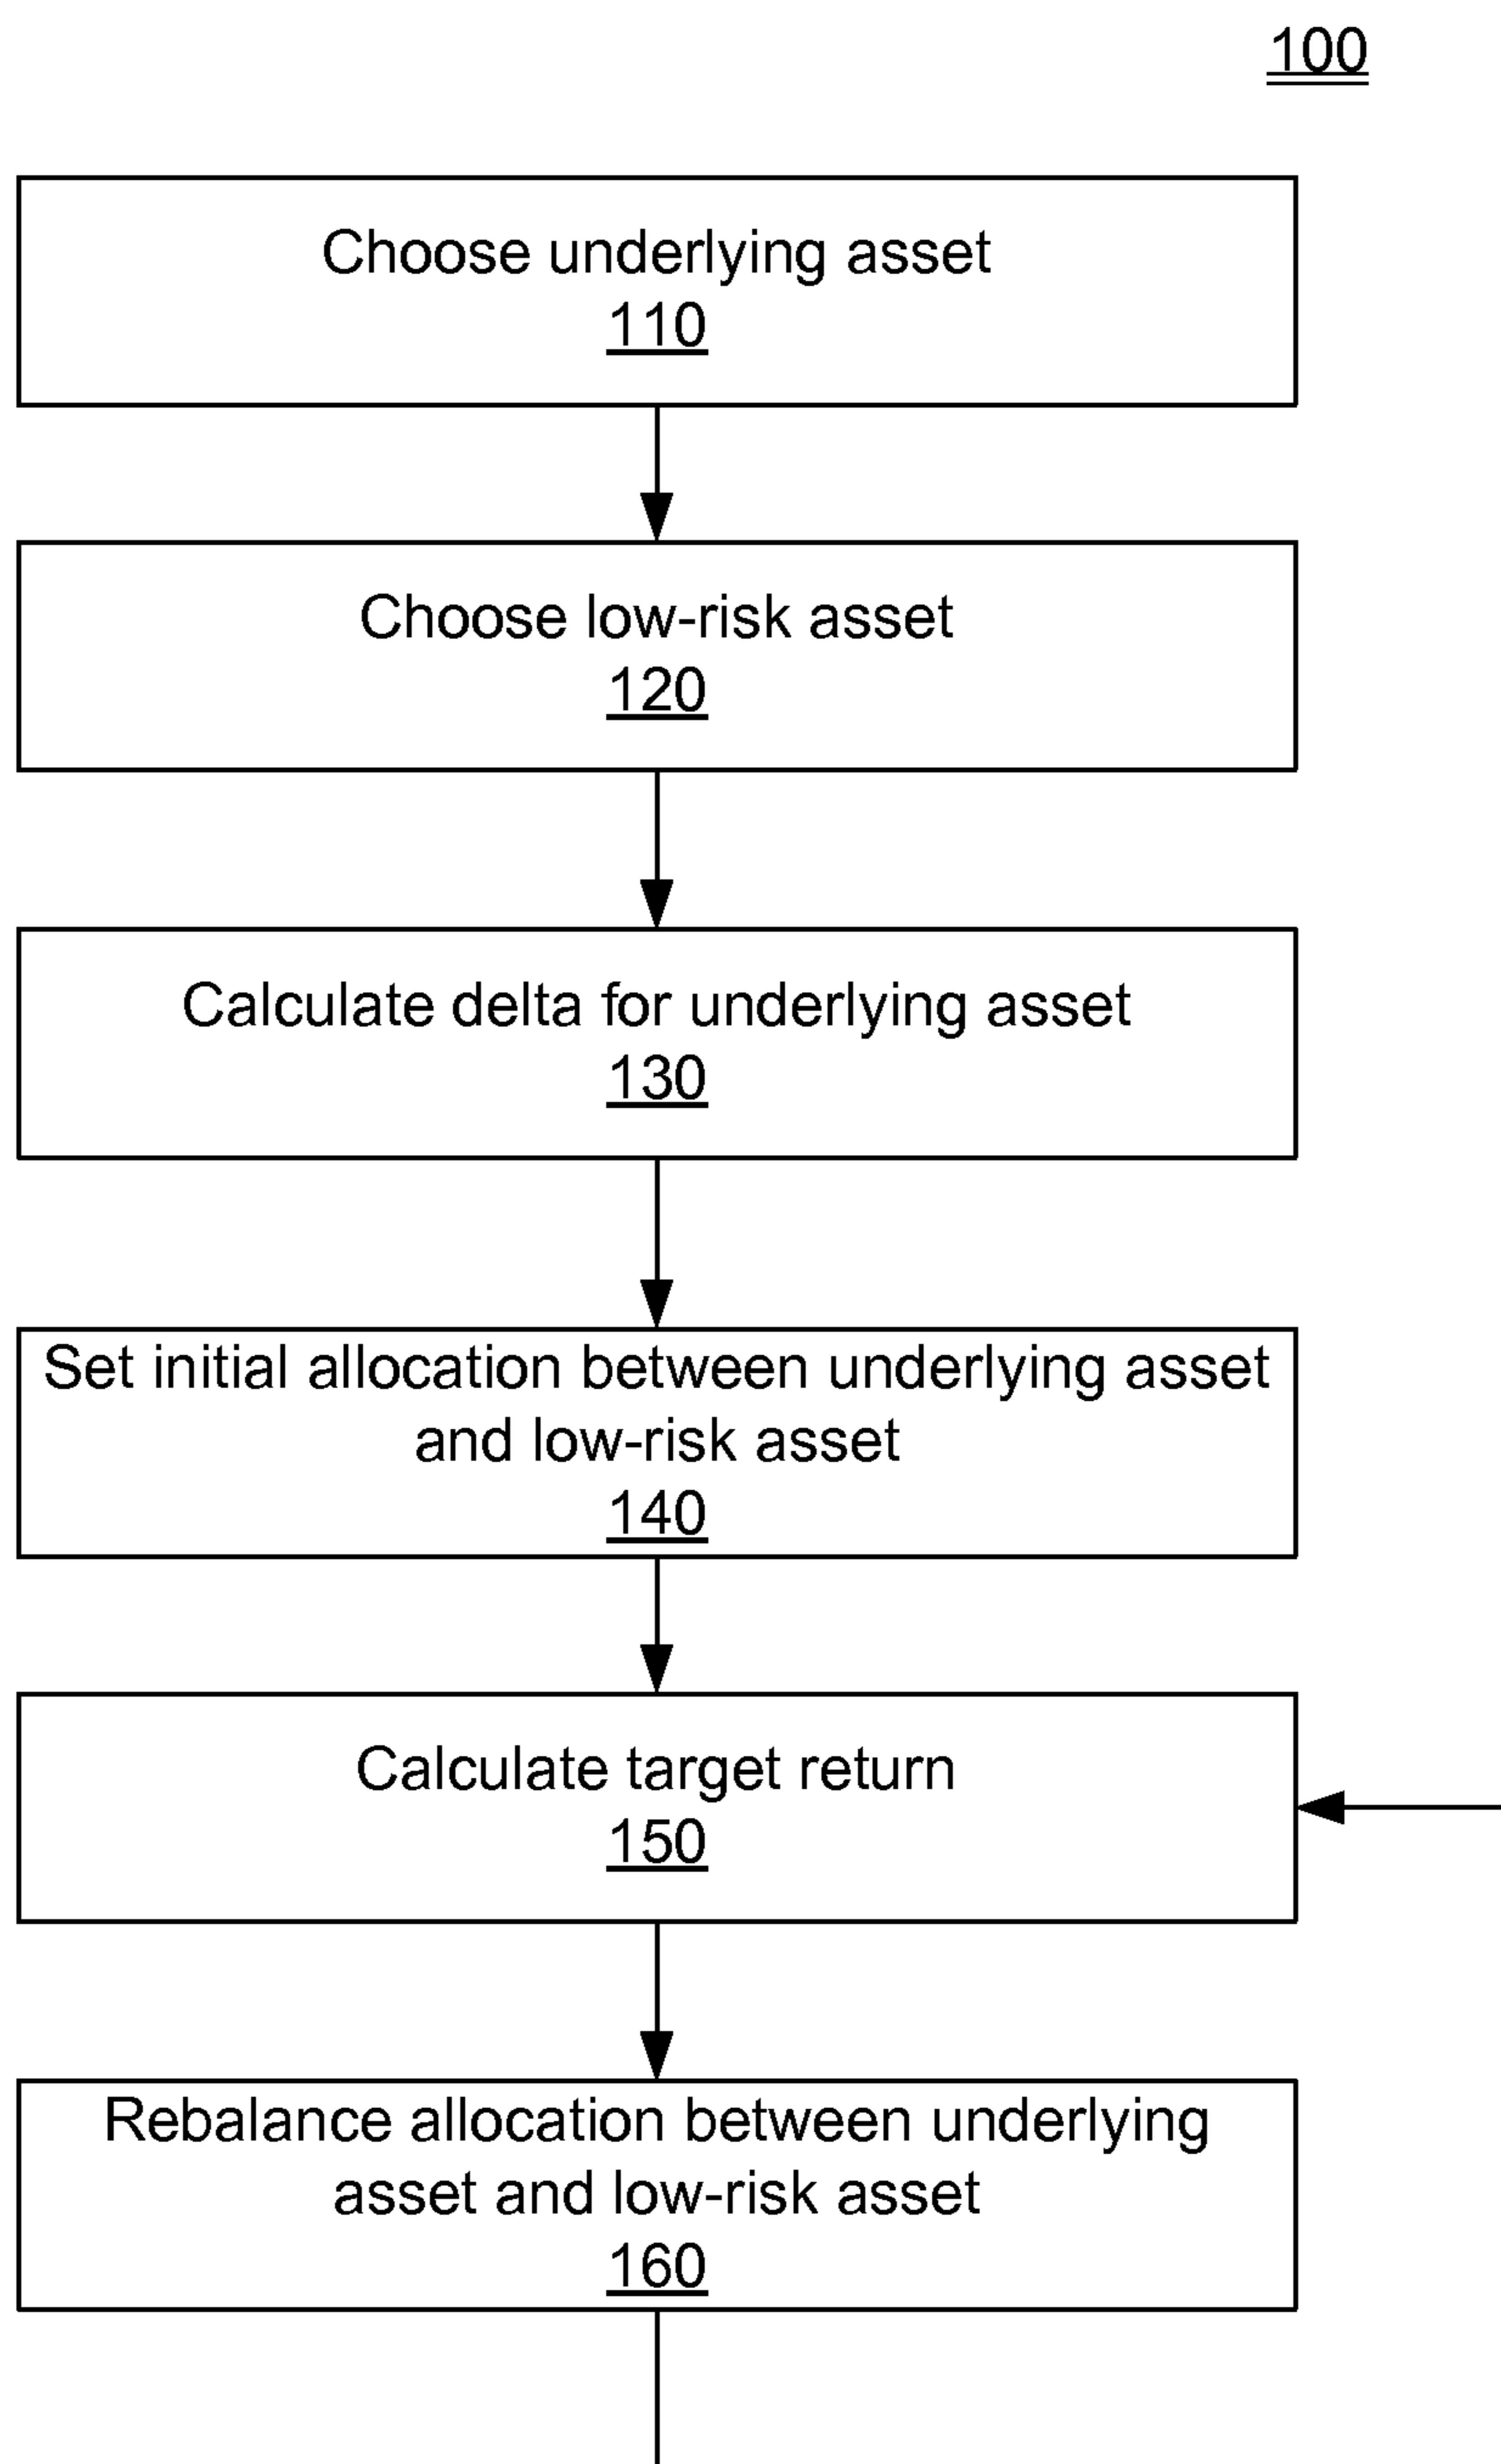 100
Choose underlying asset
110
Choose low-risk asset
120
Calculate delta for underlying asset
130
Set initial allocation between underlying asset
and low-risk asset
140
Calculate target return
150
Rebalance allocation between underlying
asset and low-risk asset
160